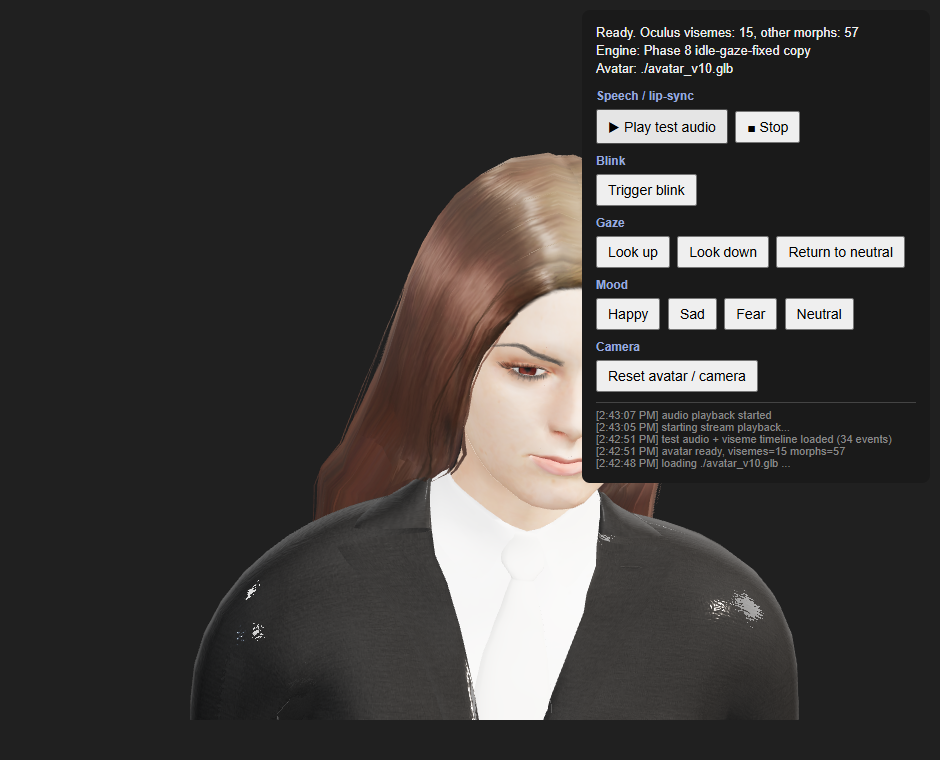 Ready. Oculus visemes: 15, other morphs: 57
Engine: Phase 8 idle-gaze-fixed copy
Avatar: ./avatar_v10.glb
Speech / lip-sync
▶ Play test audio ■ Stop
Blink
Trigger blink
Gaze
Look up Look down Return to neutral
Mood
Happy Sad Fear Neutral
Camera
Reset avatar / camera
[2:43:07 PM] audio playback started
[2:43:05 PM] starting stream playback...
[2:42:51 PM] test audio + viseme timeline loaded (34 events)
[2:42:51 PM] avatar ready, visemes=15 morphs=57
[2:42:48 PM] loading ./avatar_v10.glb ...